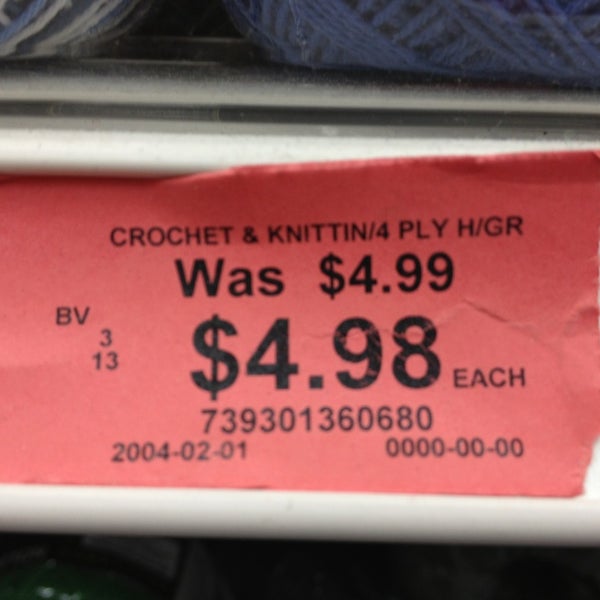 CROCHET & KNITTIN/4 PLY H/GR
Was $4.99
BV
3
13
$4.98 EACH
739301360680
2004-02-01 0000-00-00